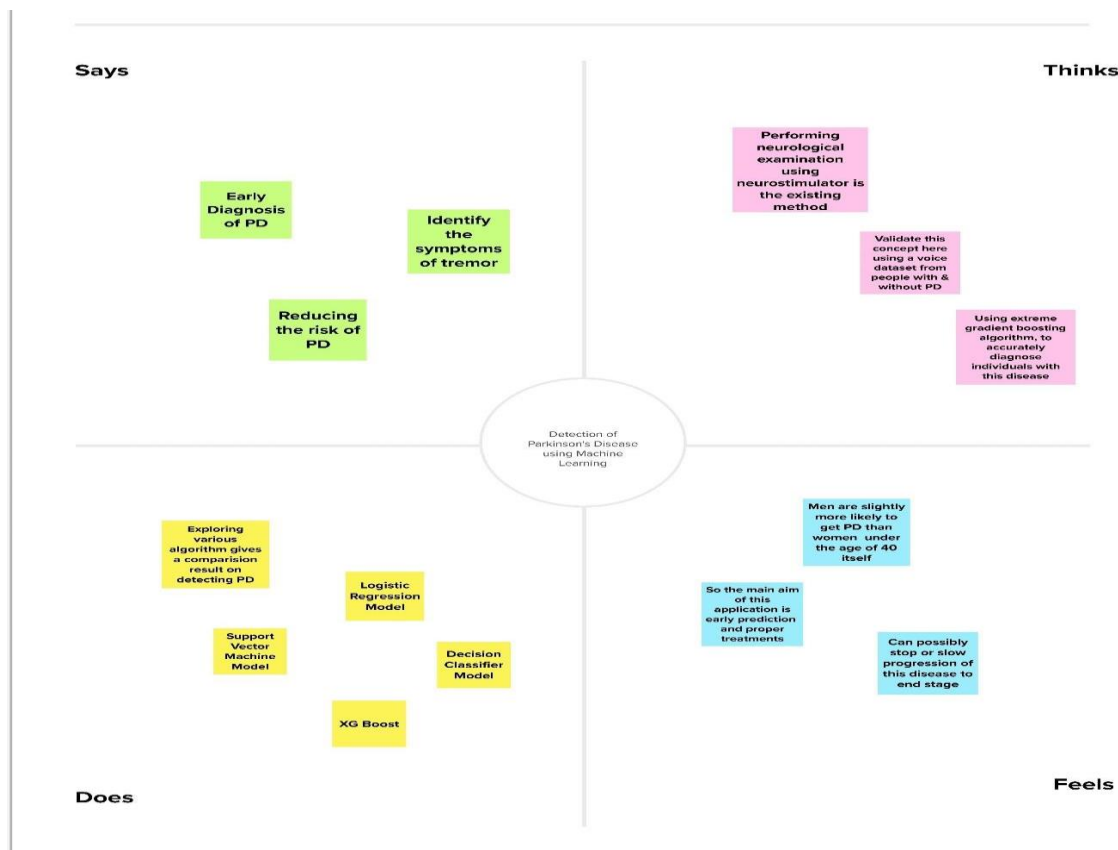 Says
Thinks
Early
Diagnosis
of PD
Identify
the
symptoms
of tremor
Reducing
the risk of
PD
Performing
neurological
examination
using
neurostimulator is
the existing
method
Validate this
concept here
using a voice
dataset from
people with &
without PD
Using extreme
gradient boosting
algorithm, to
accurately
diagnose
individuals with
this disease
Detection of
Parkinson's Disease
using Machine
Learning
Exploring
various
algorithm gives
a comparision
result on
detecting PD
Logistic
Regression
Model
Support
Vector
Machine
Model
Decision
Classifier
Model
XG Boost
Men are slightly
more likely to
get PD than
women under
the age of 40
itself
So the main aim
of this
application is
early prediction
and proper
treatments
Can possibly
stop or slow
progression of
this disease to
end stage
Does
Feels